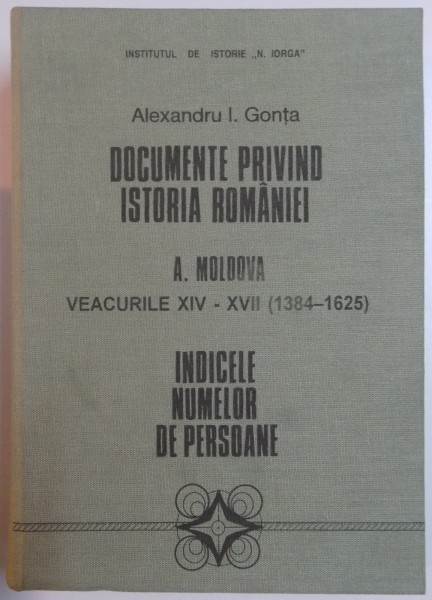 INSTITUTUL DE ISTORIE „N. IORGA"
Alexandru I. Gonța
DOCUMENTE PRIVIND
ISTORIA ROMÂNIEI
A. MOLDOVA
VEACURILE XIV - XVII (1384–1625)
INDICELE
NUMELOR
DE PERSOANE